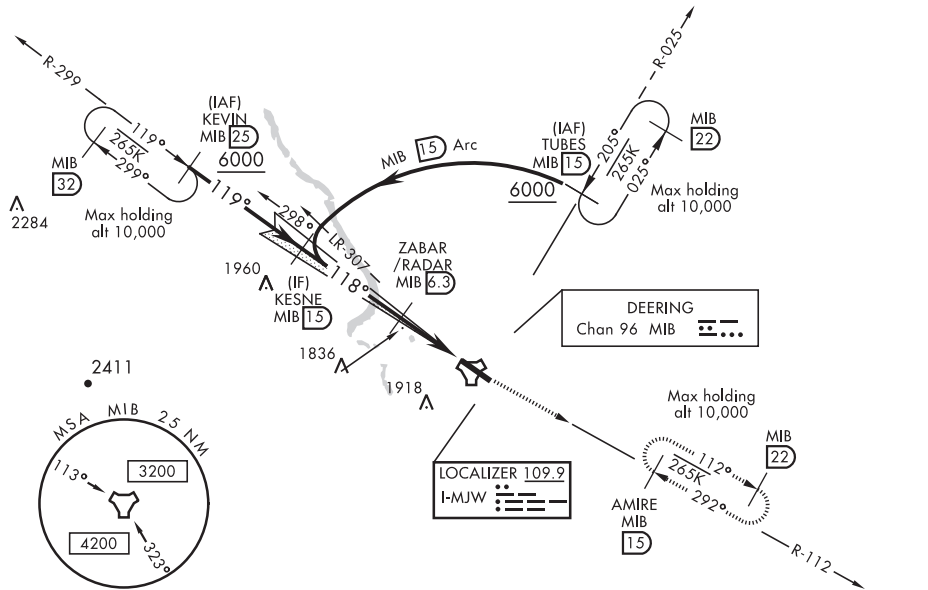 R-299
(IAF)
KEVIN
MIB 25
6000
119°
265K
299°
MIB
32
Max holding
alt 10,000
2284
119°
298°
LR-307
118°
1960
(IF)
KESNE
MIB 15
MIB 15 Arc
(IAF)
TUBES
MIB 15
6000
R-025
205°
265K
025°
MIB
22
Max holding
alt 10,000
ZABAR
/RADAR
MIB 6.3
1836
1918
2411
DEERING
Chan 96 MIB
LOCALIZER 109.9
I-MJW
MSA MIB 25 NM
113°
3200
4200
323°
Max holding
alt 10,000
MIB
22
112°
265K
292°
AMIRE
MIB
15
R-112